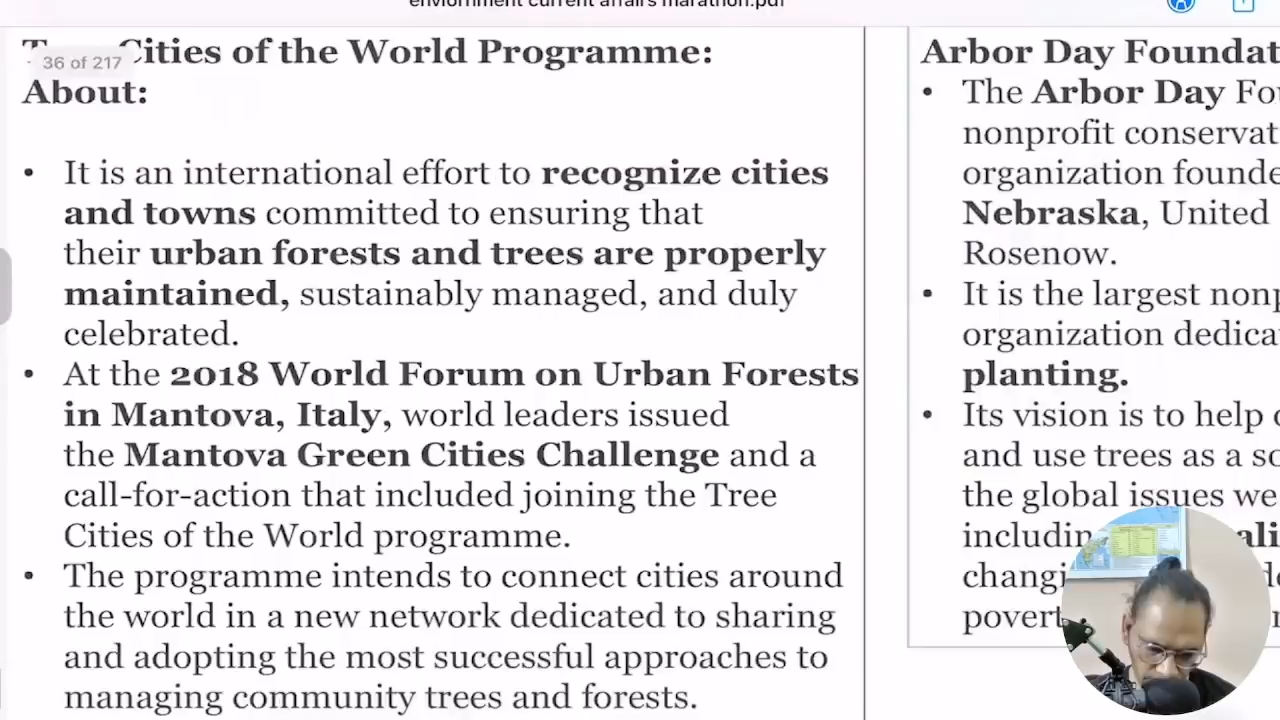 enviornment current affairs marathon.pdf
36 of 217
Cities of the World Programme:
About:
• It is an international effort to recognize cities
and towns committed to ensuring that
their urban forests and trees are properly
maintained, sustainably managed, and duly
celebrated.
• At the 2018 World Forum on Urban Forests
in Mantova, Italy, world leaders issued
the Mantova Green Cities Challenge and a
call-for-action that included joining the Tree
Cities of the World programme.
• The programme intends to connect cities around
the world in a new network dedicated to sharing
and adopting the most successful approaches to
managing community trees and forests.
Arbor Day Foundat
• The Arbor Day Fou
nonprofit conservat
organization founde
Nebraska, United
Rosenow.
• It is the largest nonp
organization dedica
planting.
• Its vision is to help
and use trees as a so
the global issues we
includin
changi
povert